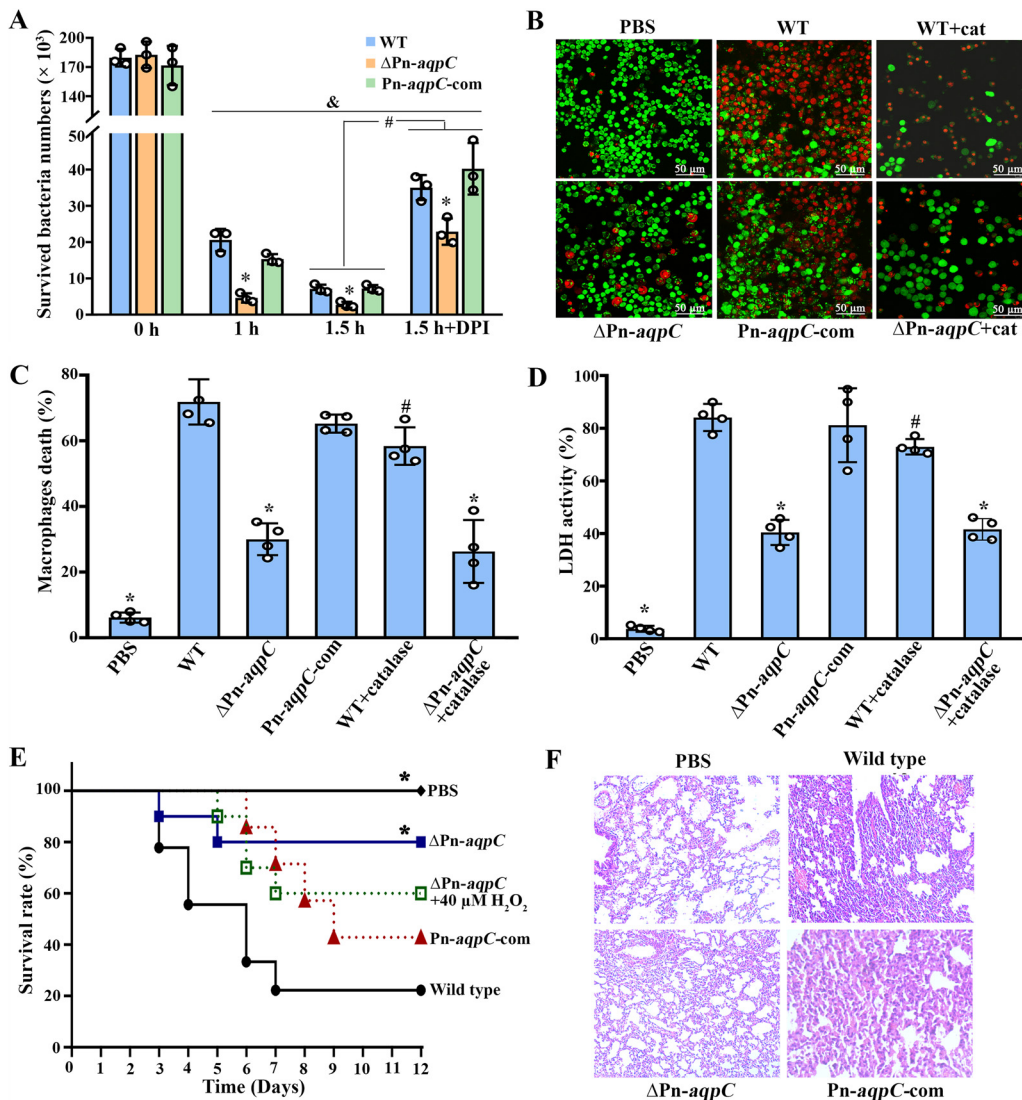 A
Survived bacteria numbers (× 10³)
200
170
140
50
40
30
20
10
0
WT
ΔPn-aqpC
Pn-aqpC-com
&
#
*
*
*
0 h
1 h
1.5 h
1.5 h+DPI
B
PBS
WT
WT+cat
50 µm
50 µm
50 µm
50 µm
50 µm
50 µm
ΔPn-aqpC
Pn-aqpC-com
ΔPn-aqpC+cat
C
Macrophages death (%)
80
60
40
20
0
*
*
#
*
PBS
WT
ΔPn-aqpC
Pn-aqpC-com
WT+catalase
ΔPn-aqpC
+catalase
D
LDH activity (%)
100
80
60
40
20
0
*
*
#
*
PBS
WT
ΔPn-aqpC
Pn-aqpC-com
WT+catalase
ΔPn-aqpC
+catalase
E
Survival rate (%)
100
80
60
40
20
0
*
PBS
*
ΔPn-aqpC
ΔPn-aqpC
+40 µM H₂O₂
Pn-aqpC-com
Wild type
0 1 2 3 4 5 6 7 8 9 10 11 12
Time (Days)
F
PBS
Wild type
ΔPn-aqpC
Pn-aqpC-com